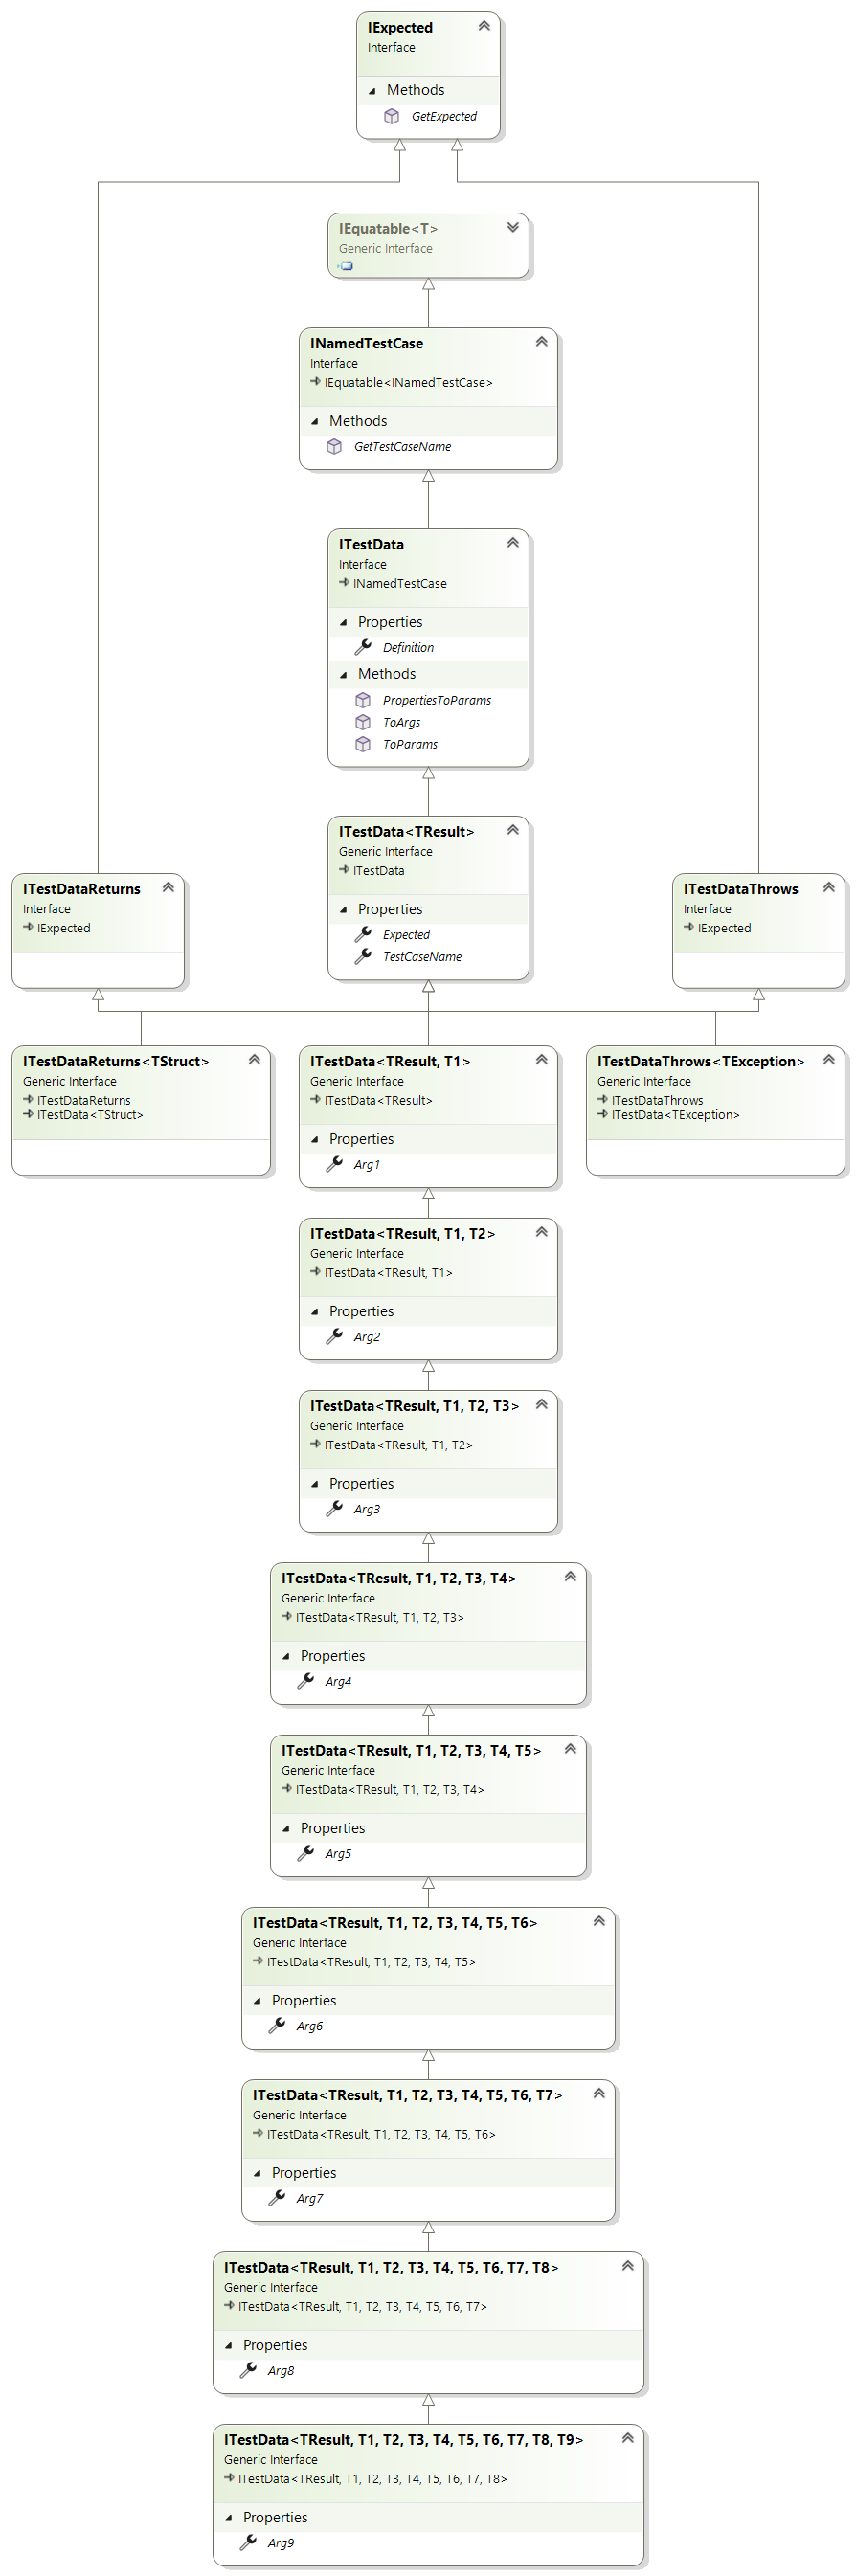 IExpected
Interface
Methods
GetExpected
IEquatable<T>
Generic Interface
INamedTestCase
Interface
IEquatable<INamedTestCase>
Methods
GetTestCaseName
ITestData
Interface
INamedTestCase
Properties
Definition
Methods
PropertiesToParams
ToArgs
ToParams
ITestData<TResult>
Generic Interface
ITestData
Properties
Expected
TestCaseName
ITestDataReturns
Interface
IExpected
ITestDataThrows
Interface
IExpected
ITestDataReturns<TStruct>
Generic Interface
ITestDataReturns
ITestData<TStruct>
ITestData<TResult, T1>
Generic Interface
ITestData<TResult>
Properties
Arg1
ITestDataThrows<TException>
Generic Interface
ITestDataThrows
ITestData<TException>
ITestData<TResult, T1, T2>
Generic Interface
ITestData<TResult, T1>
Properties
Arg2
ITestData<TResult, T1, T2, T3>
Generic Interface
ITestData<TResult, T1, T2>
Properties
Arg3
ITestData<TResult, T1, T2, T3, T4>
Generic Interface
ITestData<TResult, T1, T2, T3>
Properties
Arg4
ITestData<TResult, T1, T2, T3, T4, T5>
Generic Interface
ITestData<TResult, T1, T2, T3, T4>
Properties
Arg5
ITestData<TResult, T1, T2, T3, T4, T5, T6>
Generic Interface
ITestData<TResult, T1, T2, T3, T4, T5>
Properties
Arg6
ITestData<TResult, T1, T2, T3, T4, T5, T6, T7>
Generic Interface
ITestData<TResult, T1, T2, T3, T4, T5, T6>
Properties
Arg7
ITestData<TResult, T1, T2, T3, T4, T5, T6, T7, T8>
Generic Interface
ITestData<TResult, T1, T2, T3, T4, T5, T6, T7>
Properties
Arg8
ITestData<TResult, T1, T2, T3, T4, T5, T6, T7, T8, T9>
Generic Interface
ITestData<TResult, T1, T2, T3, T4, T5, T6, T7, T8>
Properties
Arg9